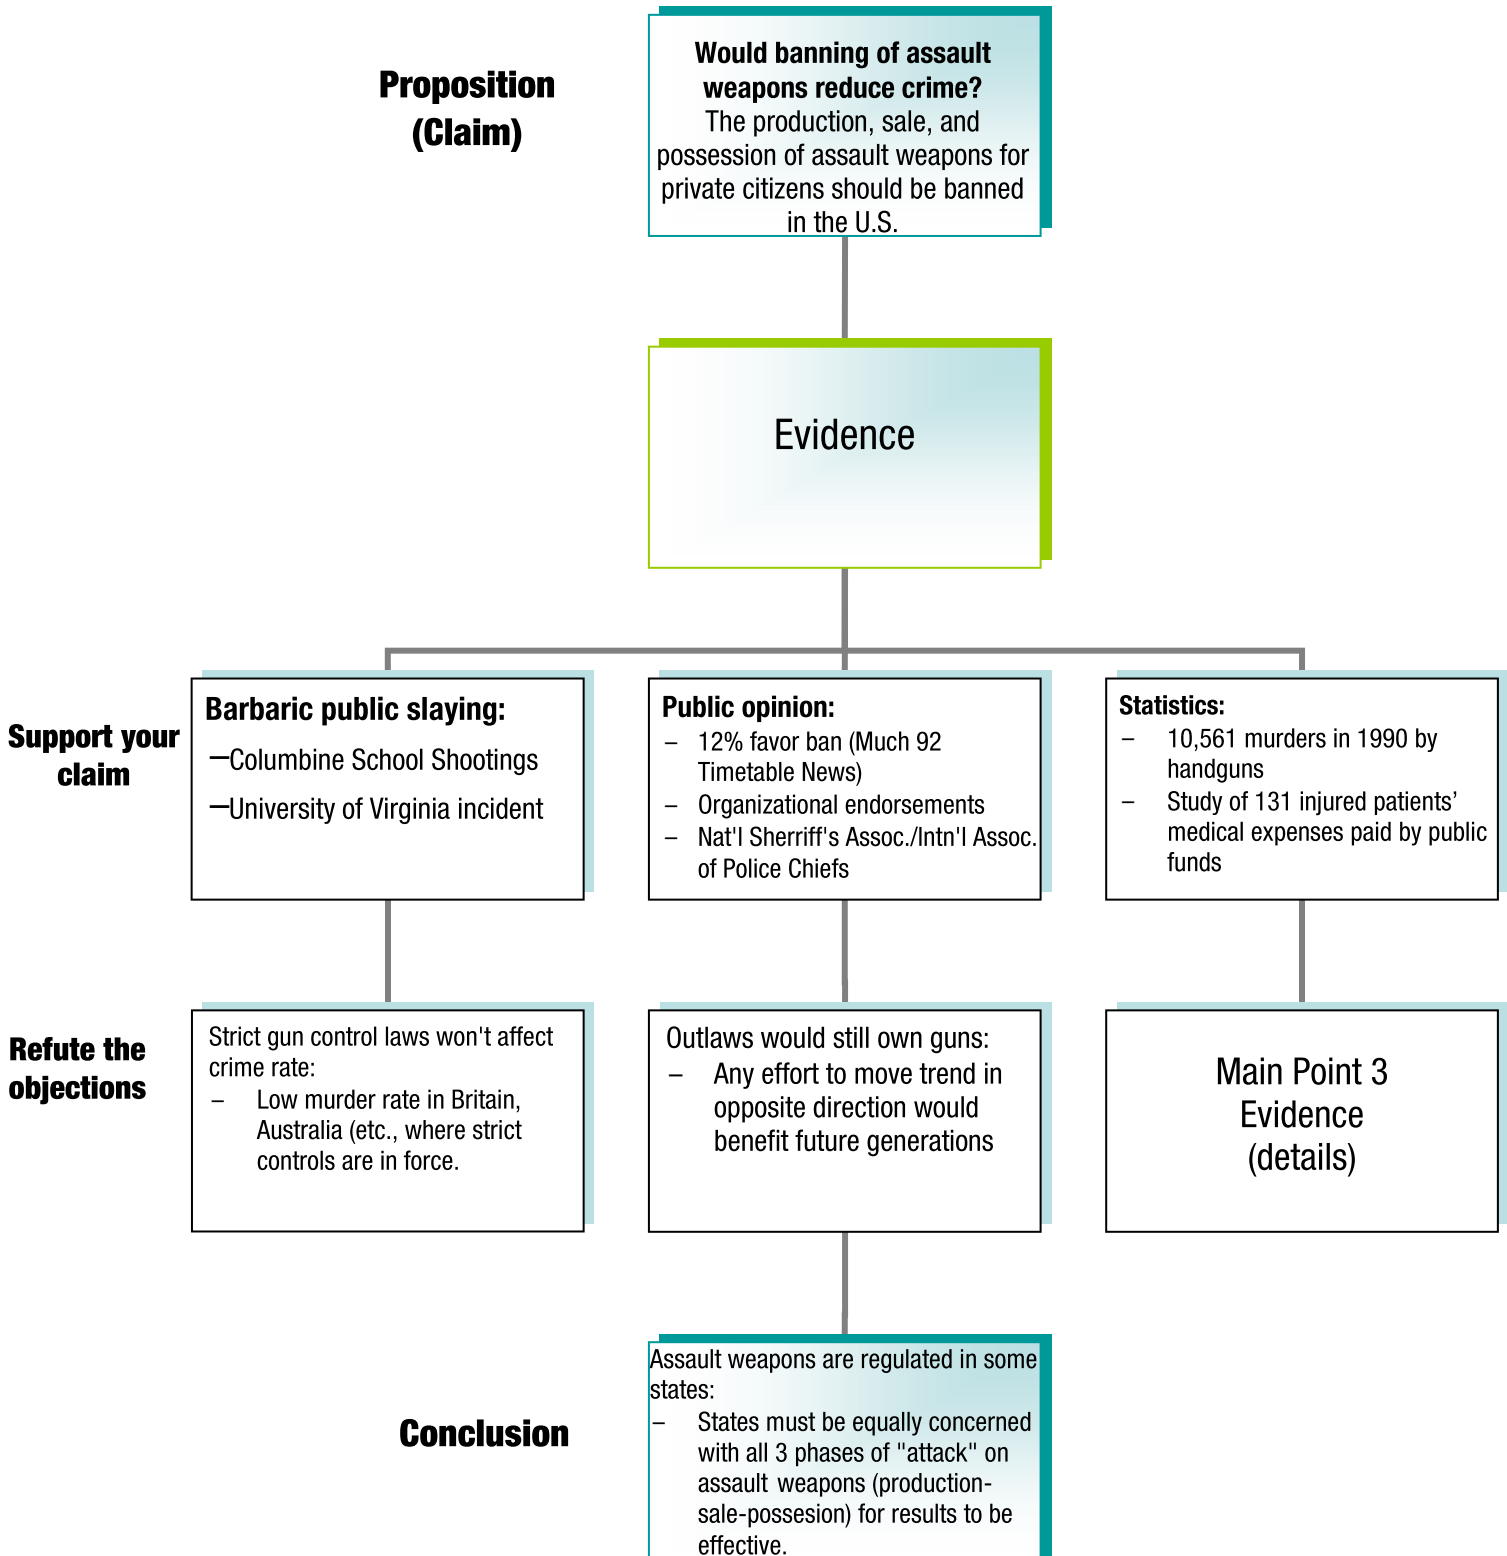 Proposition
(Claim)
Would banning of assault
weapons reduce crime?
The production, sale, and
possession of assault weapons for
private citizens should be banned
in the U.S.
Evidence
Support your
claim
Barbaric public slaying:
–Columbine School Shootings
–University of Virginia incident
Public opinion:
– 12% favor ban (Much 92
Timetable News)
– Organizational endorsements
– Nat'l Sherriff's Assoc./Intn'l Assoc.
of Police Chiefs
Statistics:
– 10,561 murders in 1990 by
handguns
– Study of 131 injured patients’
medical expenses paid by public
funds
Refute the
objections
Strict gun control laws won't affect
crime rate:
– Low murder rate in Britain,
Australia (etc., where strict
controls are in force.
Outlaws would still own guns:
– Any effort to move trend in
opposite direction would
benefit future generations
Main Point 3
Evidence
(details)
Conclusion
Assault weapons are regulated in some
states:
– States must be equally concerned
with all 3 phases of "attack" on
assault weapons (production-
sale-possesion) for results to be
effective.